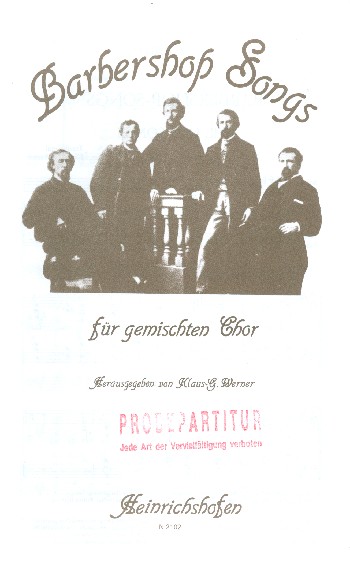 Barbershop Songs
für gemischten Chor
Herausgegeben von Klaus-G. Werner
PROBEPARTITUR
Jede Art der Vervielfältigung verboten
Heinrichshofen